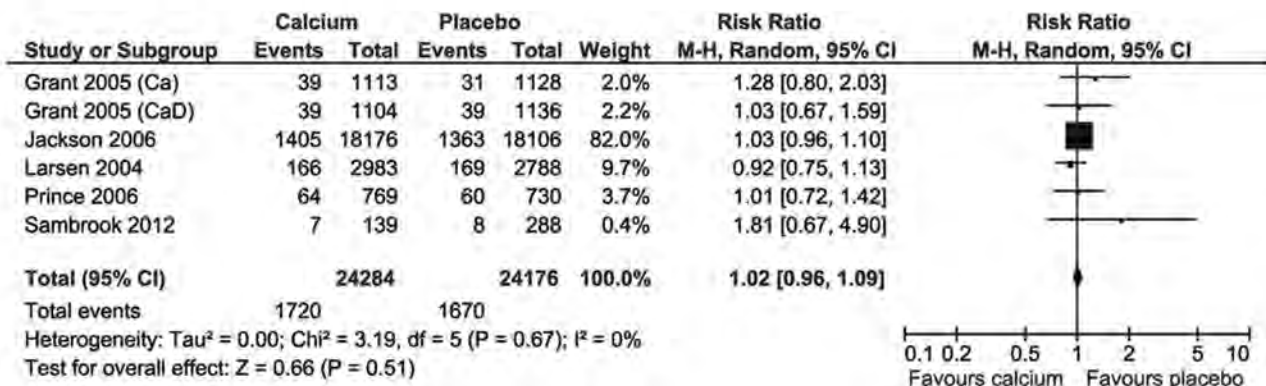 Calcium Placebo Risk Ratio Risk Ratio
Study or Subgroup Events Total Events Total Weight M-H, Random, 95% CI M-H, Random, 95% CI
Grant 2005 (Ca) 39 1113 31 1128 2.0% 1.28 [0.80, 2.03]
Grant 2005 (CaD) 39 1104 39 1136 2.2% 1.03 [0.67, 1.59]
Jackson 2006 1405 18176 1363 18106 82.0% 1.03 [0.96, 1.10]
Larsen 2004 166 2983 169 2788 9.7% 0.92 [0.75, 1.13]
Prince 2006 64 769 60 730 3.7% 1.01 [0.72, 1.42]
Sambrook 2012 7 139 8 288 0.4% 1.81 [0.67, 4.90]
Total (95% CI) 24284 24176 100.0% 1.02 [0.96, 1.09]
Total events 1720 1670
Heterogeneity: Tau² = 0.00; Chi² = 3.19, df = 5 (P = 0.67); I² = 0%
Test for overall effect: Z = 0.66 (P = 0.51)
0.1 0.2 0.5 1 2 5 10
Favours calcium Favours placebo